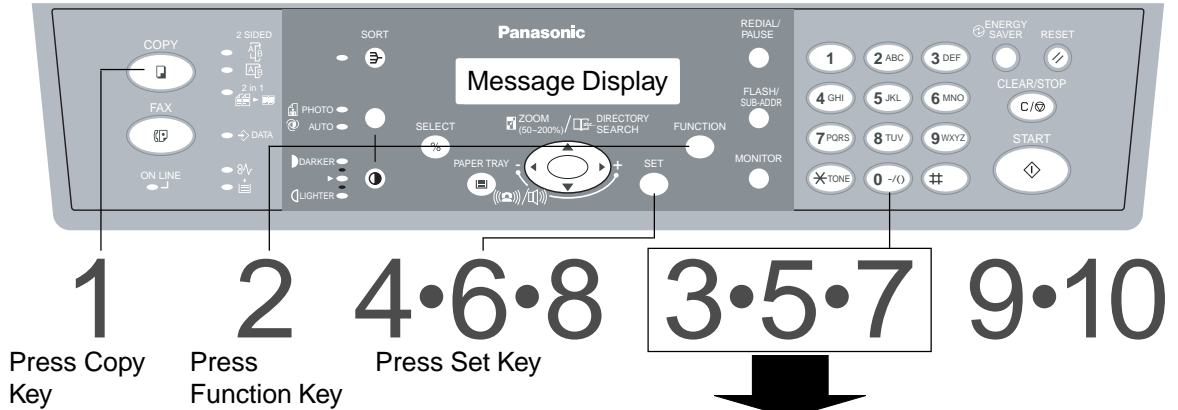 COPY
FAX
ON LINE
2 SIDED
A B
A B
2 in 1
DATA
SORT
PHOTO
AUTO
DARKER
LIGHTER
Panasonic
Message Display
SELECT
%
ZOOM
(50~200%)
/
DIRECTORY
SEARCH
FUNCTION
PAPER TRAY
- +
SET
REDIAL/
PAUSE
FLASH/
SUB-ADDR
MONITOR
1 2 ABC 3 DEF
4 GHI 5 JKL 6 MNO
7 PQRS 8 TUV 9 WXYZ
TONE 0 -/() #
ENERGY
SAVER
RESET
CLEAR/STOP
C/
START
1 2 4•6•8 3•5•7 9•10
Press Copy
Key
Press
Function Key
Press Set Key